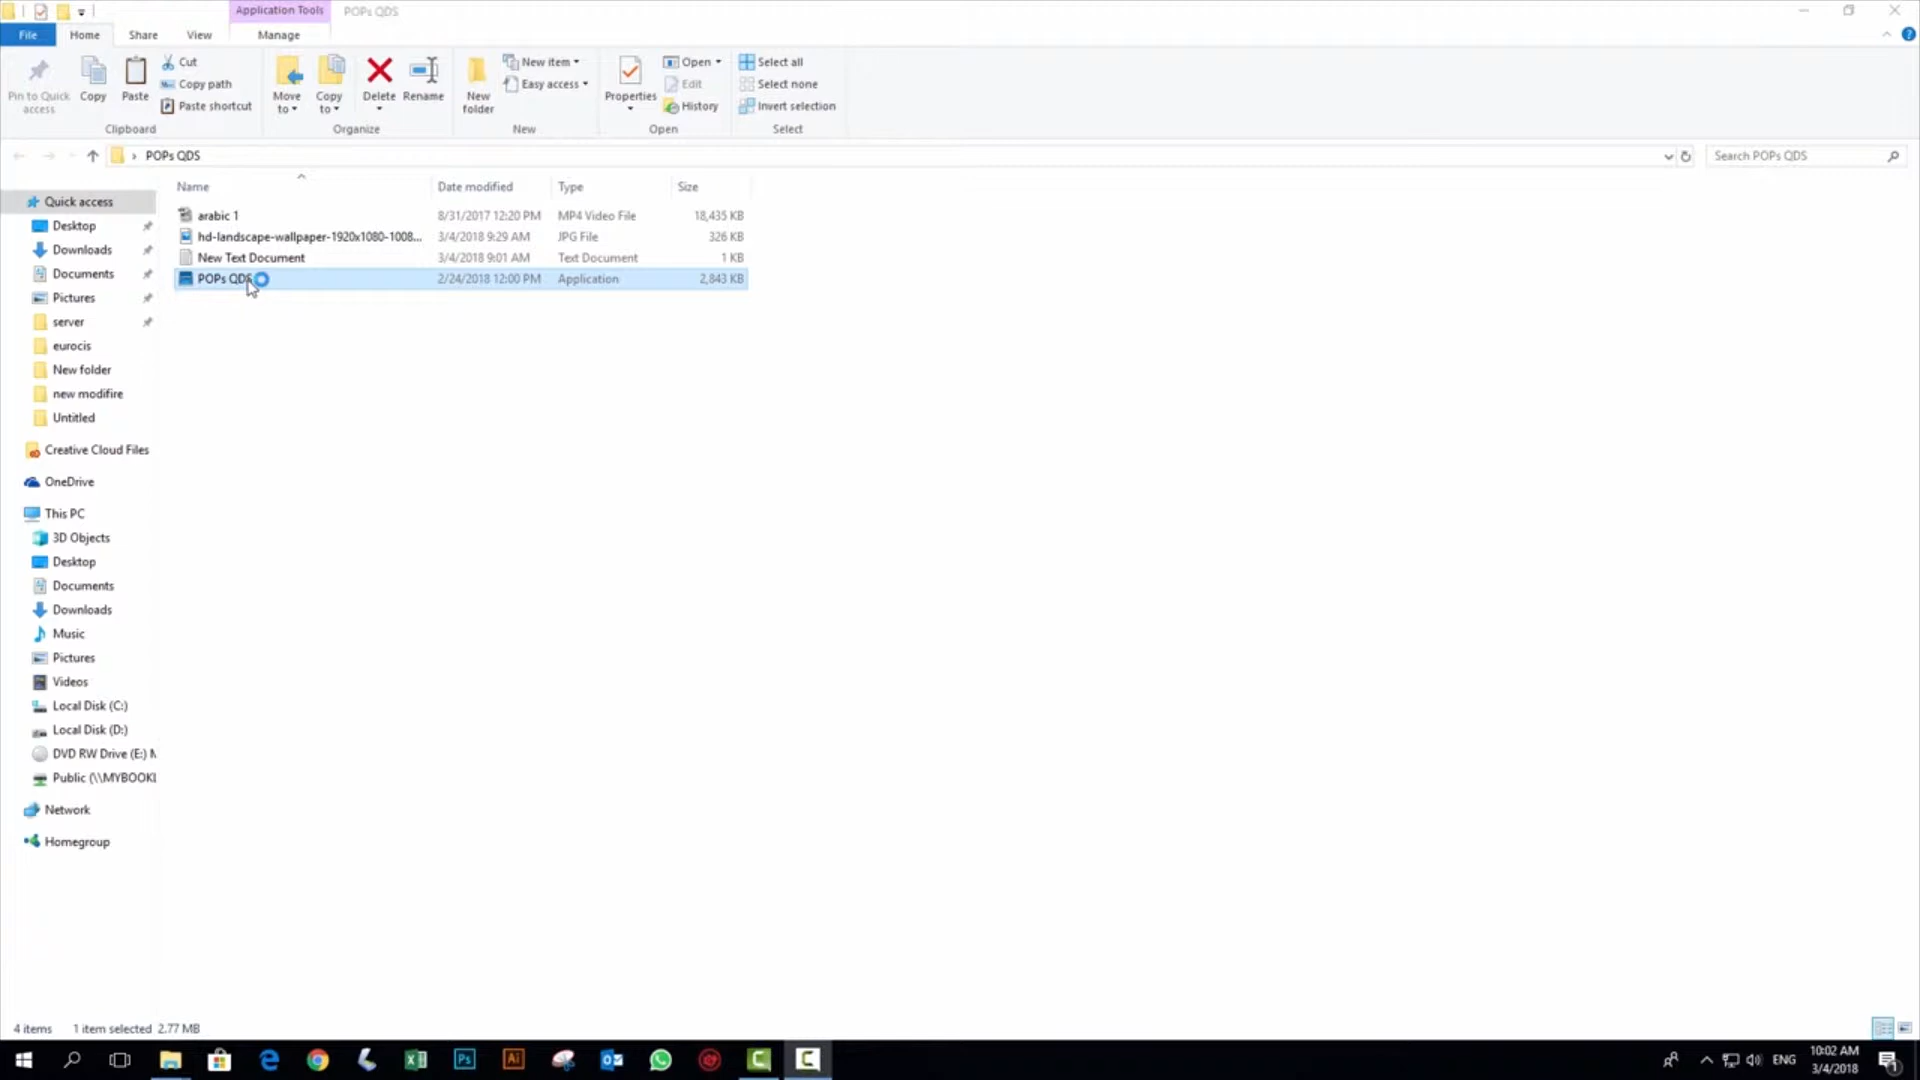 Application Tools POPs QDS
File Home Share View Manage
Pin to Quick access
Copy
Paste
Cut
Copy path
Paste shortcut
Clipboard
Move to
Copy to
Delete
Rename
Organize
New folder
New item
Easy access
New
Properties
Open
Edit
History
Open
Select all
Select none
Invert selection
Select
› POPs QDS
Search POPs QDS
Name Date modified Type Size
arabic 1 8/31/2017 12:20 PM MP4 Video File 18,435 KB
hd-landscape-wallpaper-1920x1080-1008... 3/4/2018 9:29 AM JPG File 326 KB
New Text Document 3/4/2018 9:01 AM Text Document 1 KB
POPs QDS 2/24/2018 12:00 PM Application 2,843 KB
Quick access
Desktop
Downloads
Documents
Pictures
server
eurocis
New folder
new modifire
Untitled
Creative Cloud Files
OneDrive
This PC
3D Objects
Desktop
Documents
Downloads
Music
Pictures
Videos
Local Disk (C:)
Local Disk (D:)
DVD RW Drive (E:) M
Public (\\MYBOOKL
Network
Homegroup
4 items 1 item selected 2.77 MB
Ps Ai
ENG
10:02 AM
3/4/2018
1